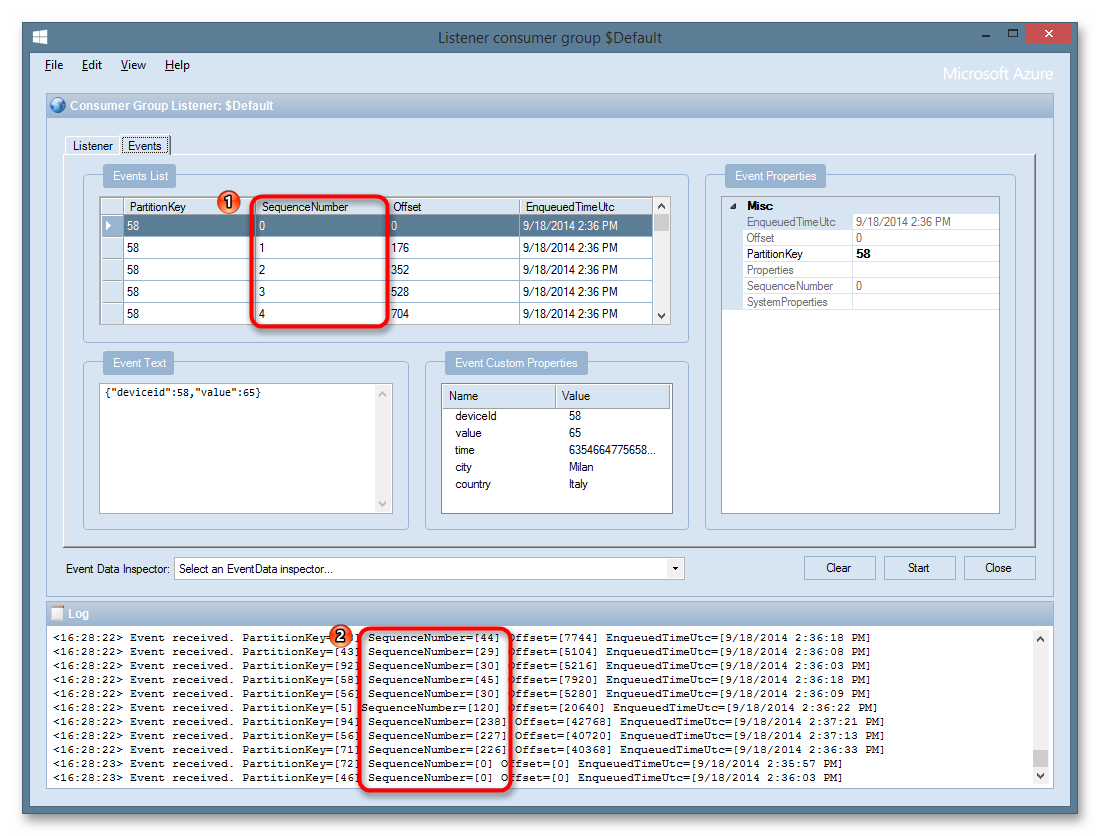 Listener consumer group $Default
File Edit View Help
Microsoft Azure
Consumer Group Listener: $Default
Listener Events
Events List
PartitionKey 1 SequenceNumber Offset EnqueuedTimeUtc
58 0 0 9/18/2014 2:36 PM
58 1 176 9/18/2014 2:36 PM
58 2 352 9/18/2014 2:36 PM
58 3 528 9/18/2014 2:36 PM
58 4 704 9/18/2014 2:36 PM
Event Properties
Misc
EnqueuedTimeUtc 9/18/2014 2:36 PM
Offset 0
PartitionKey 58
Properties
SequenceNumber 0
SystemProperties
Event Text
{"deviceid":58,"value":65}
Event Custom Properties
Name Value
deviceId 58
value 65
time 6354664775658...
city Milan
country Italy
Event Data Inspector: Select an EventData inspector... Clear Start Close
Log
2
<16:28:22> Event received. PartitionKey= SequenceNumber=[44] Offset=[7744] EnqueuedTimeUtc=[9/18/2014 2:36:18 PM]
<16:28:22> Event received. PartitionKey=[43] SequenceNumber=[29] Offset=[5104] EnqueuedTimeUtc=[9/18/2014 2:36:08 PM]
<16:28:22> Event received. PartitionKey=[92] SequenceNumber=[30] Offset=[5216] EnqueuedTimeUtc=[9/18/2014 2:36:03 PM]
<16:28:22> Event received. PartitionKey=[58] SequenceNumber=[45] Offset=[7920] EnqueuedTimeUtc=[9/18/2014 2:36:18 PM]
<16:28:22> Event received. PartitionKey=[56] SequenceNumber=[30] Offset=[5280] EnqueuedTimeUtc=[9/18/2014 2:36:09 PM]
<16:28:22> Event received. PartitionKey=[5] SequenceNumber=[120] Offset=[20640] EnqueuedTimeUtc=[9/18/2014 2:36:22 PM]
<16:28:22> Event received. PartitionKey=[94] SequenceNumber=[238] Offset=[42768] EnqueuedTimeUtc=[9/18/2014 2:37:21 PM]
<16:28:22> Event received. PartitionKey=[56] SequenceNumber=[227] Offset=[40720] EnqueuedTimeUtc=[9/18/2014 2:37:13 PM]
<16:28:22> Event received. PartitionKey=[71] SequenceNumber=[226] Offset=[40368] EnqueuedTimeUtc=[9/18/2014 2:36:33 PM]
<16:28:23> Event received. PartitionKey=[72] SequenceNumber=[0] Offset=[0] EnqueuedTimeUtc=[9/18/2014 2:35:57 PM]
<16:28:23> Event received. PartitionKey=[46] SequenceNumber=[0] Offset=[0] EnqueuedTimeUtc=[9/18/2014 2:36:03 PM]